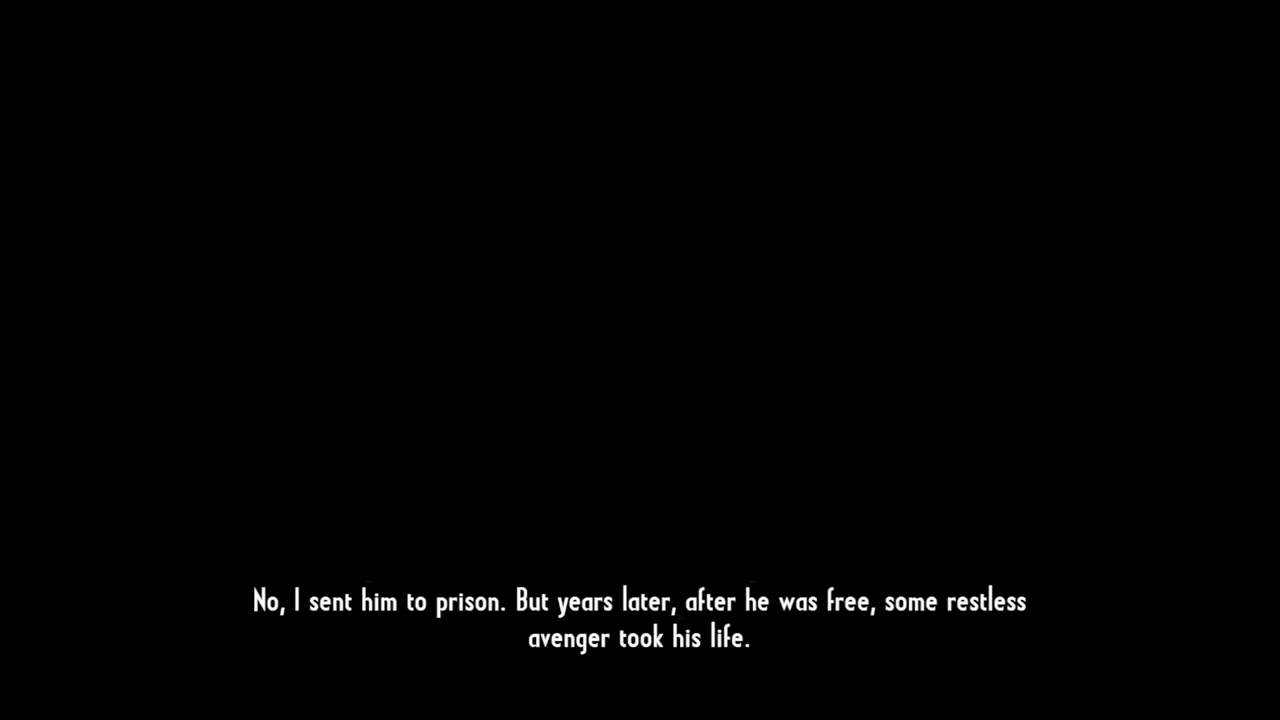 No, I sent him to prison. But years later, after he was free, some restless
avenger took his life.